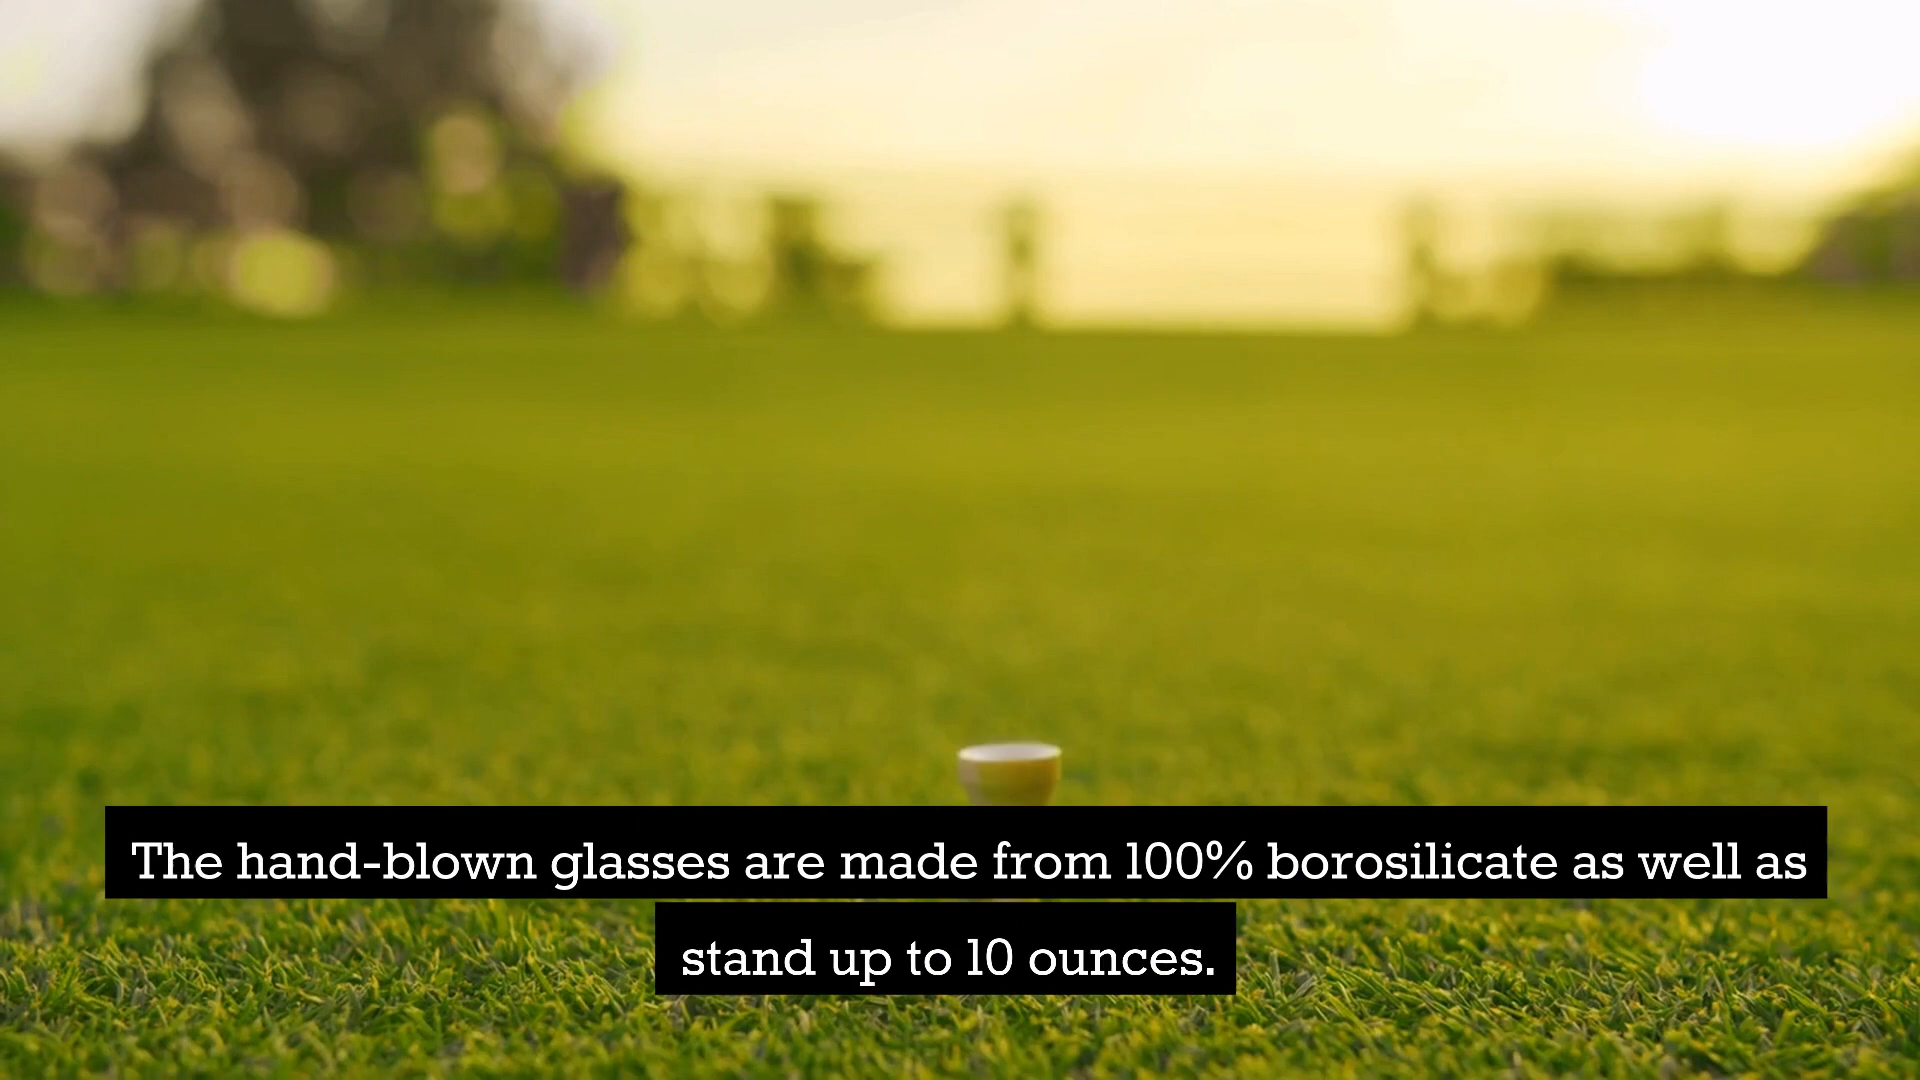 The hand-blown glasses are made from 100% borosilicate as well as
stand up to 10 ounces.